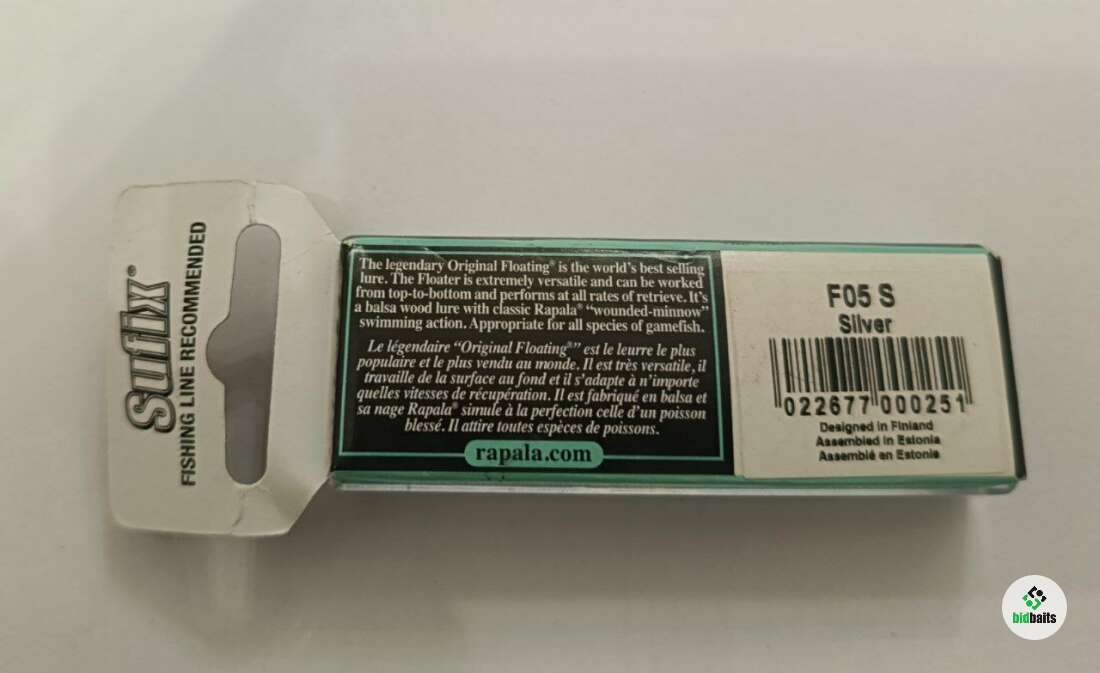 Sufix®
FISHING LINE RECOMMENDED
The legendary Original Floating® is the world's best selling
lure. The Floater is extremely versatile and can be worked
from top-to-bottom and performs at all rates of retrieve. It's
a balsa wood lure with classic Rapala® “wounded-minnow”
swimming action. Appropriate for all species of gamefish.
Le légendaire “Original Floating®” est le leurre le plus
populaire et le plus vendu au monde. Il est très versatile, il
travaille de la surface au fond et il s'adapte à n'importe
quelles vitesses de récupération. Il est fabriqué en balsa et
sa nage Rapala® simule à la perfection celle d'un poisson
blessé. Il attire toutes espèces de poissons.
rapala.com
F05 S
Silver
022677 000251
Designed in Finland
Assembled in Estonia
Assemblé en Estonie
bidbaits